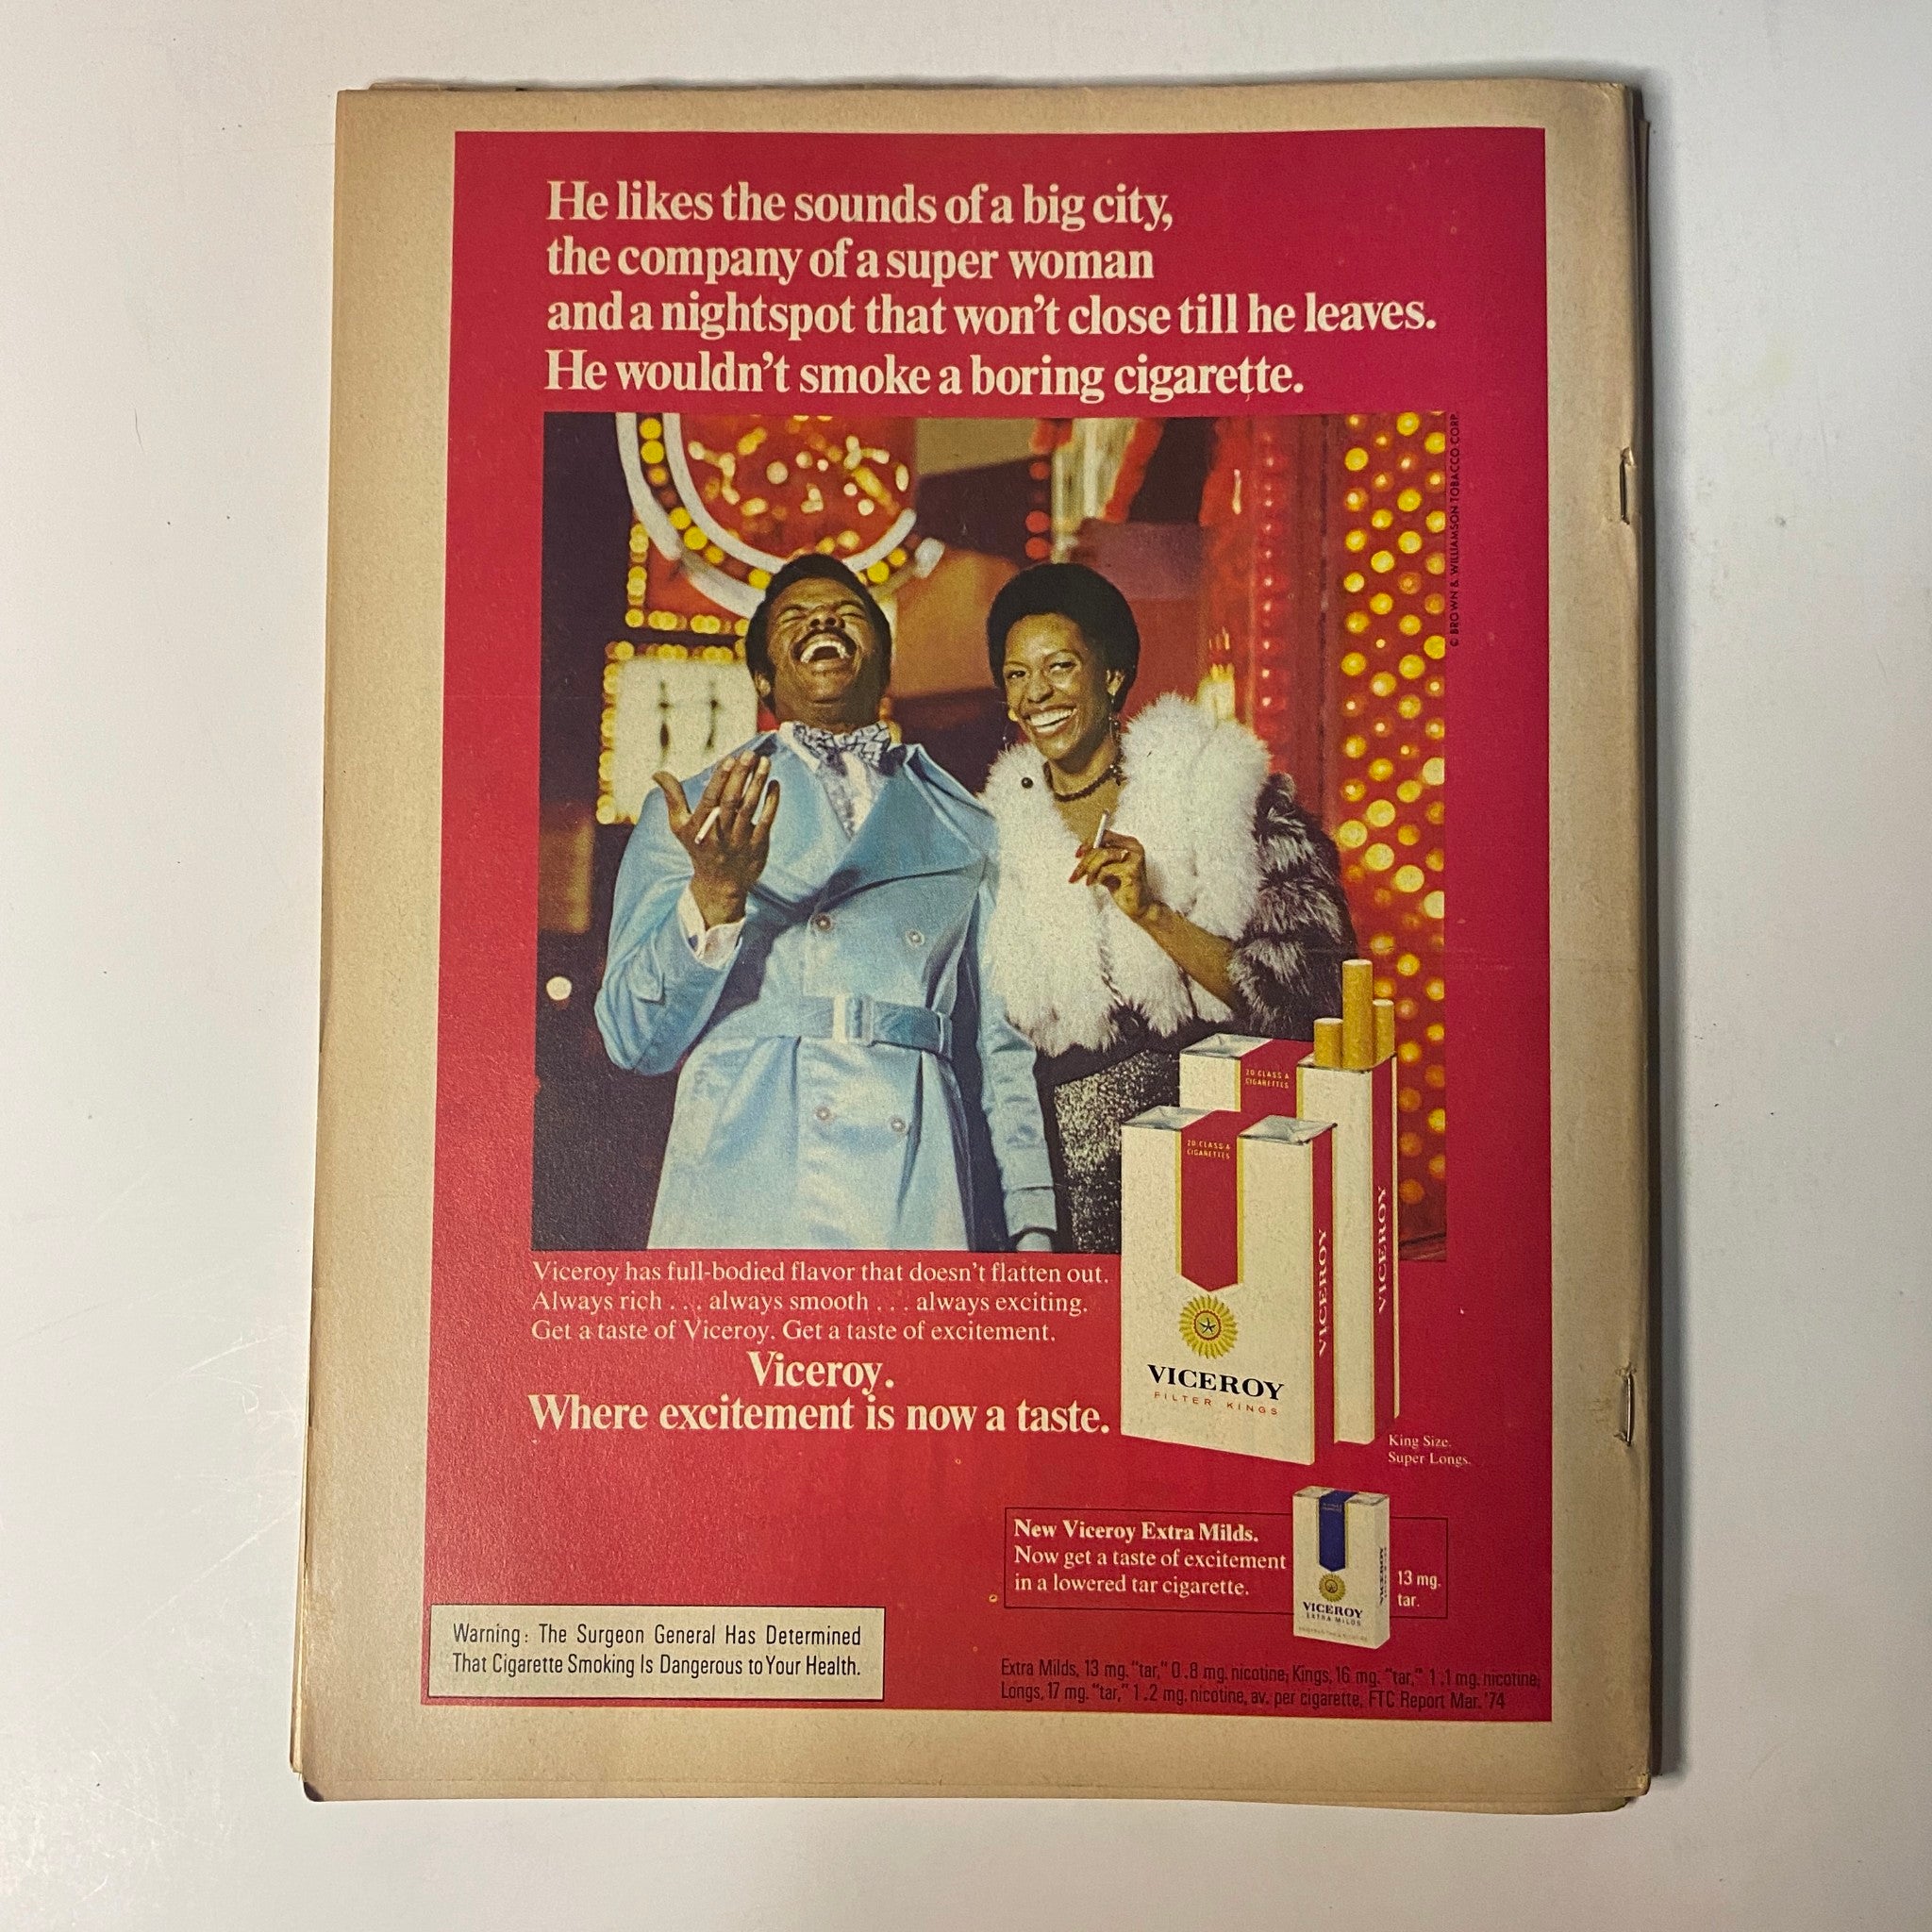 He likes the sounds of a big city,
the company of a super woman
and a nightspot that won't close till he leaves.
He wouldn't smoke a boring cigarette.
© BROWN & WILLIAMSON TOBACCO CORP.
20 CLASS A
CIGARETTES
20 CLASS A
CIGARETTES
VICEROY
VICEROY
VICEROY
FILTER KINGS
Viceroy has full-bodied flavor that doesn't flatten out.
Always rich . . . always smooth . . . always exciting.
Get a taste of Viceroy. Get a taste of excitement.
Viceroy.
Where excitement is now a taste.
King Size.
Super Longs.
New Viceroy Extra Milds.
Now get a taste of excitement
in a lowered tar cigarette.
VICEROY
EXTRA MILDS
VICEROY
13 mg.
tar.
Warning: The Surgeon General Has Determined
That Cigarette Smoking Is Dangerous to Your Health.
Extra Milds, 13 mg. "tar," 0.8 mg. nicotine; Kings, 16 mg. "tar," 1.1 mg. nicotine;
Longs, 17 mg. "tar," 1.2 mg. nicotine, av. per cigarette, FTC Report Mar. '74